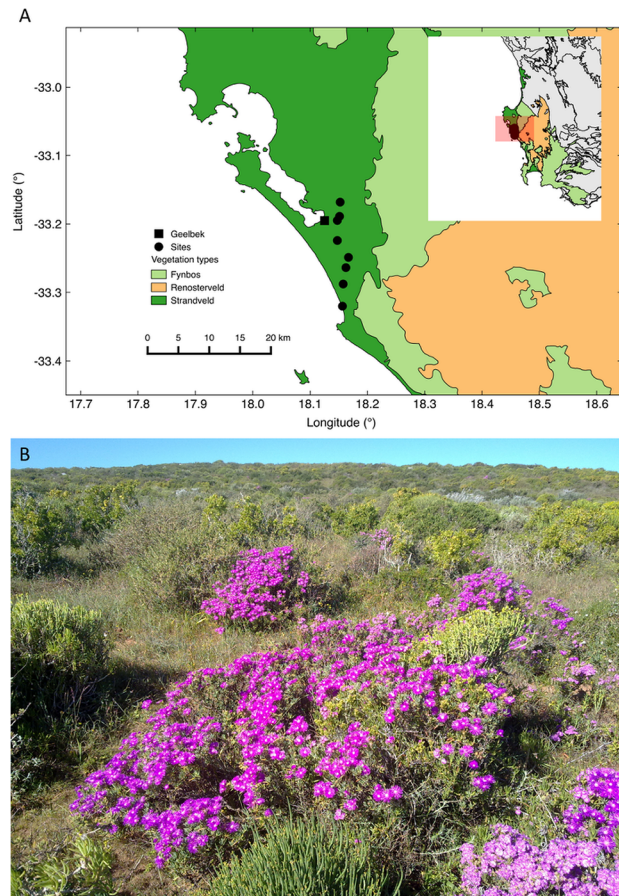 A
-33.0
-33.1
-33.2
-33.3
-33.4
Latitude (°)
Geelbek
Sites
Vegetation types
Fynbos
Renosterveld
Strandveld
0 5 10 20 km
17.7 17.8 17.9 18.0 18.1 18.2 18.3 18.4 18.5 18.6
Longitude (°)
B